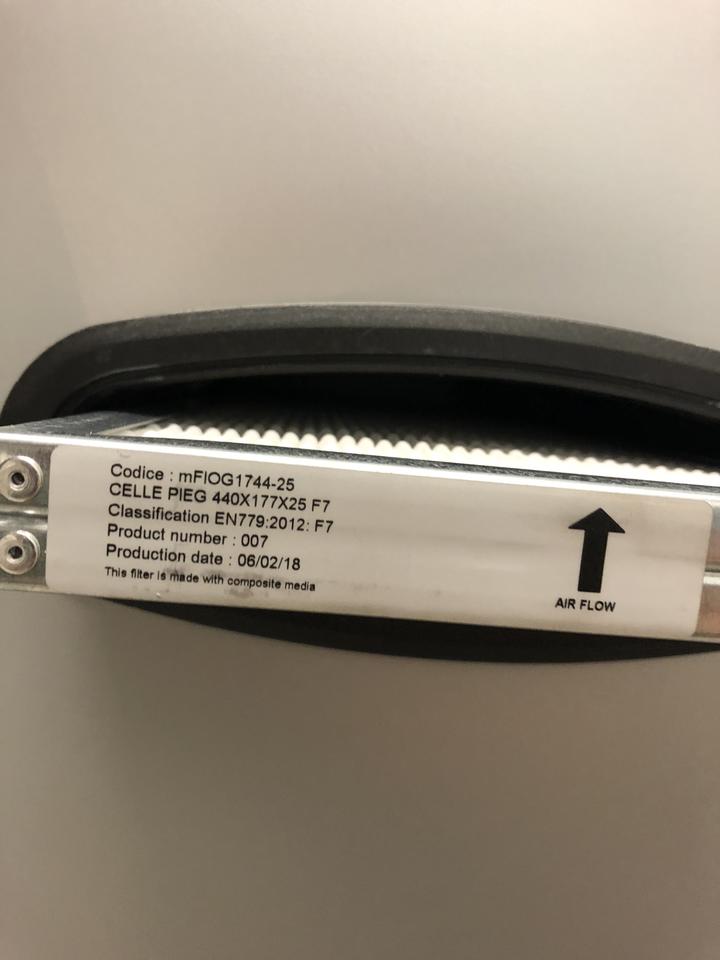 Codice : mFIOG1744-25
CELLE PIEG 440X177X25 F7
Classification EN779:2012: F7
Product number : 007
Production date : 06/02/18
This filter is made with composite media
AIR FLOW